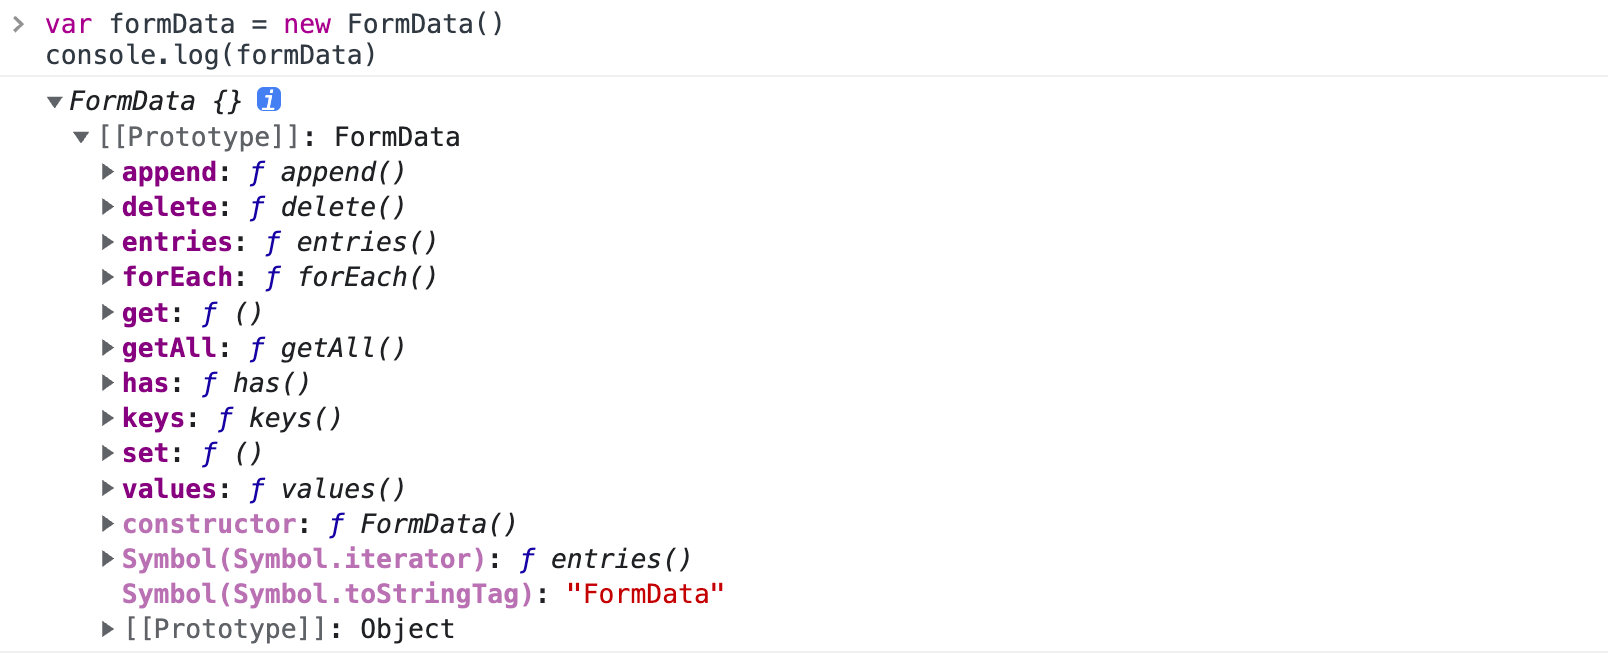 > var formData = new FormData()
console.log(formData)
▼FormData {} i
▼[[Prototype]]: FormData
▶append: ƒ append()
▶delete: ƒ delete()
▶entries: ƒ entries()
▶forEach: ƒ forEach()
▶get: ƒ ()
▶getAll: ƒ getAll()
▶has: ƒ has()
▶keys: ƒ keys()
▶set: ƒ ()
▶values: ƒ values()
▶constructor: ƒ FormData()
▶Symbol(Symbol.iterator): ƒ entries()
Symbol(Symbol.toStringTag): "FormData"
▶[[Prototype]]: Object